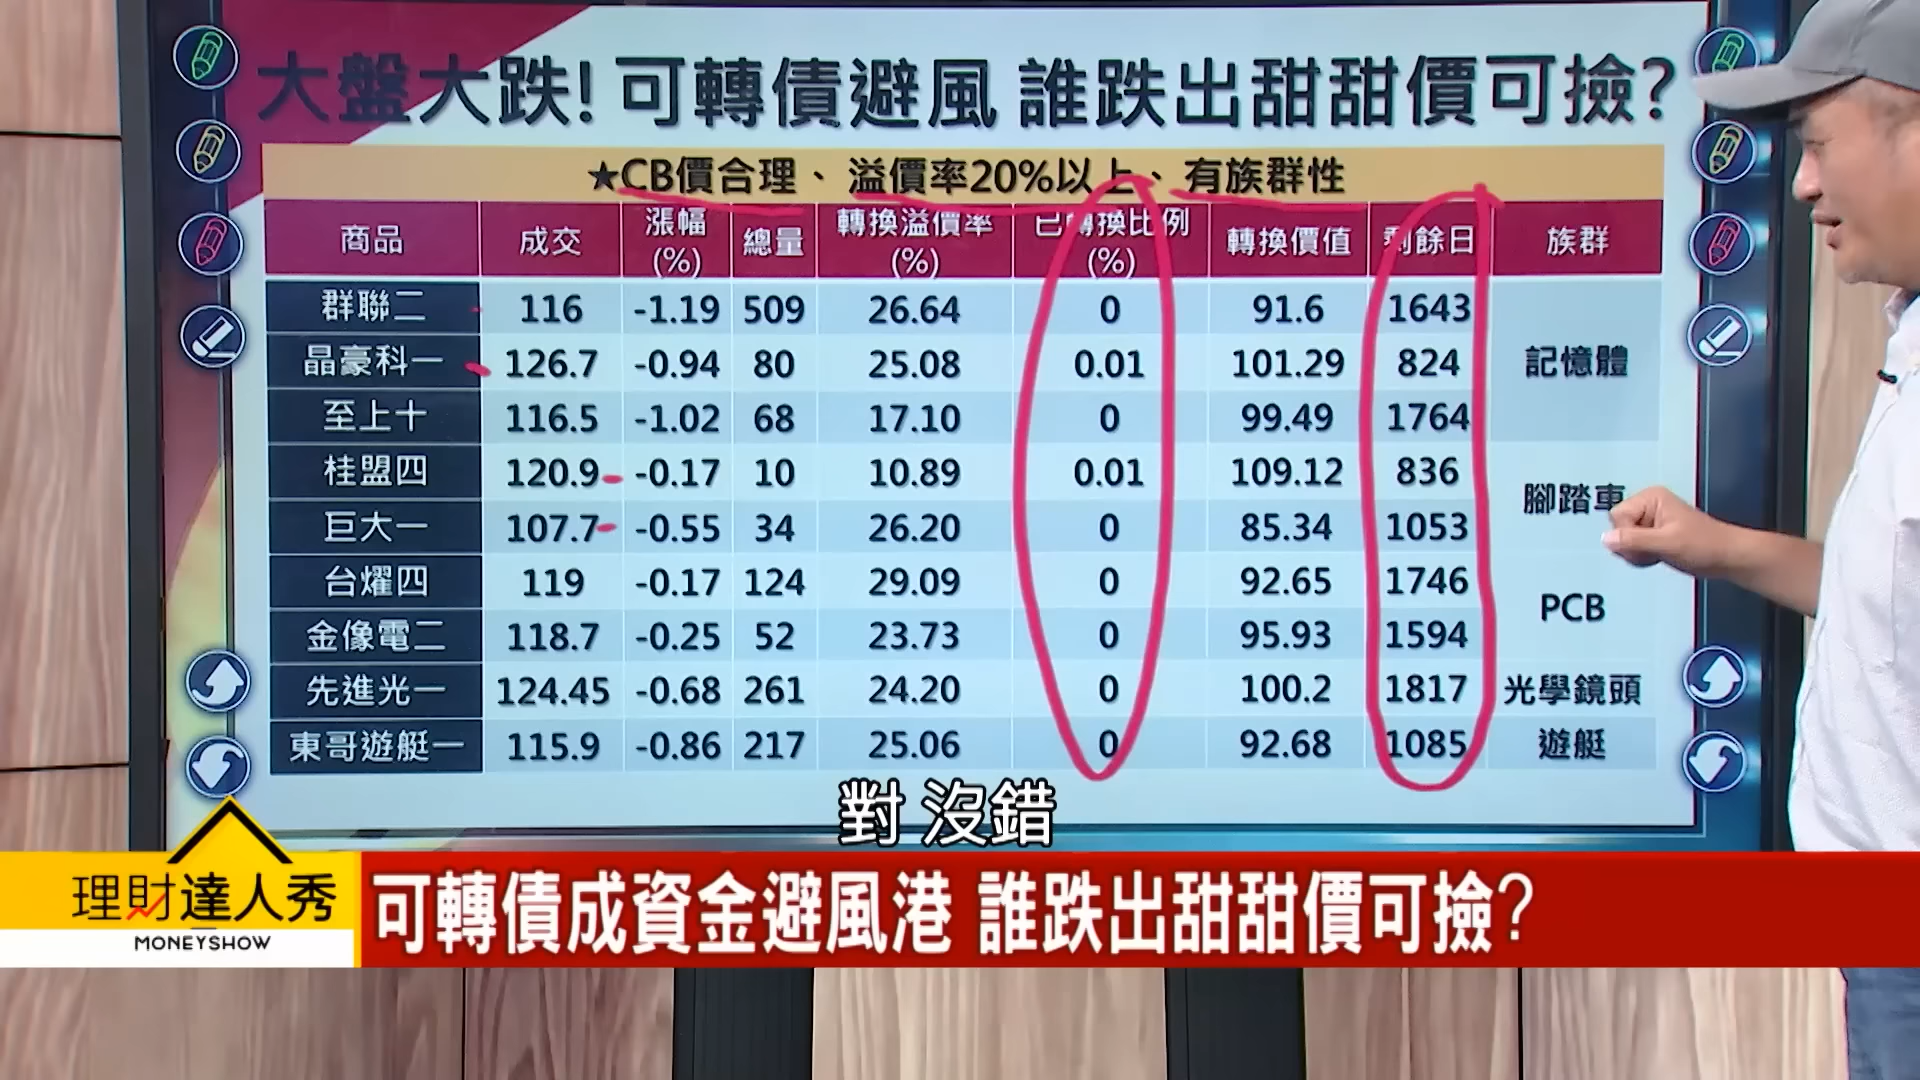 大盤大跌! 可轉債避風 誰跌出甜甜價可撿?
★CB價合理、溢價率20%以上、有族群性
商品 成交 漲幅(%) 總量 轉換溢價率(%) 已轉換比例(%) 轉換價值 剩餘日 族群
群聯二 116 -1.19 509 26.64 0 91.6 1643
晶豪科一 126.7 -0.94 80 25.08 0.01 101.29 824 記憶體
至上十 116.5 -1.02 68 17.10 0 99.49 1764
桂盟四 120.9 -0.17 10 10.89 0.01 109.12 836 腳踏車
巨大一 107.7 -0.55 34 26.20 0 85.34 1053
台燿四 119 -0.17 124 29.09 0 92.65 1746 PCB
金像電二 118.7 -0.25 52 23.73 0 95.93 1594
先進光一 124.45 -0.68 261 24.20 0 100.2 1817 光學鏡頭
東哥遊艇一 115.9 -0.86 217 25.06 0 92.68 1085 遊艇
對 沒錯
理財達人秀
MONEYSHOW
可轉債成資金避風港 誰跌出甜甜價可撿?